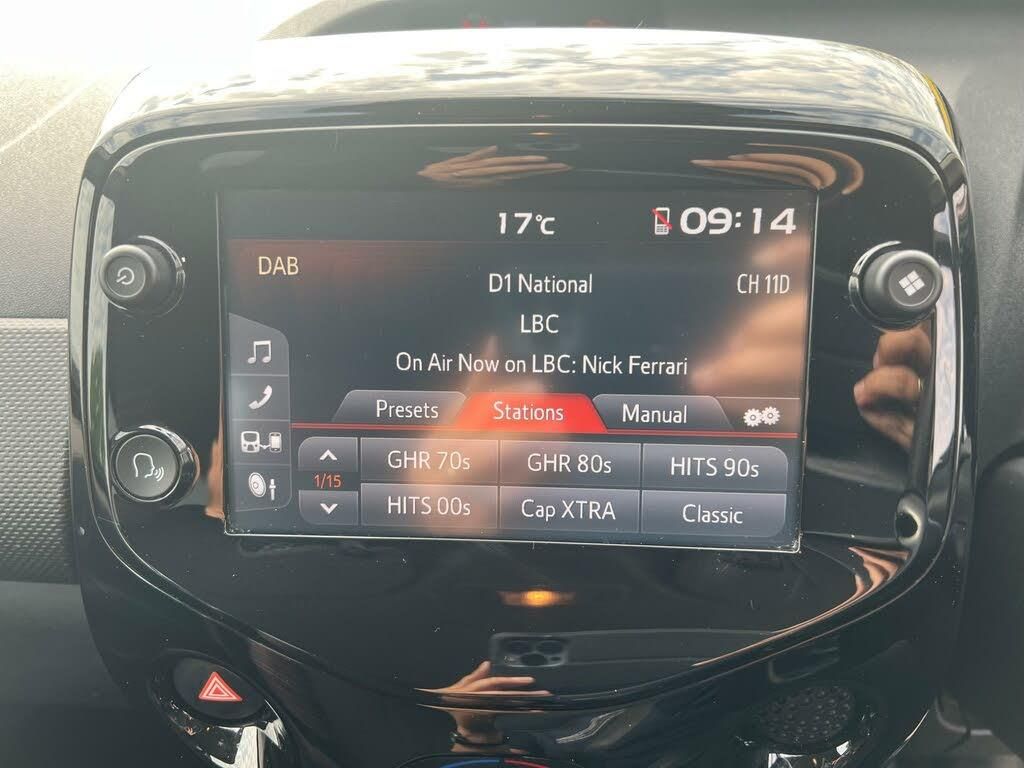 17°C 09:14
DAB
D1 National CH 11D
LBC
On Air Now on LBC: Nick Ferrari
Presets Stations Manual
GHR 70s GHR 80s HITS 90s
1/15
HITS 00s Cap XTRA Classic